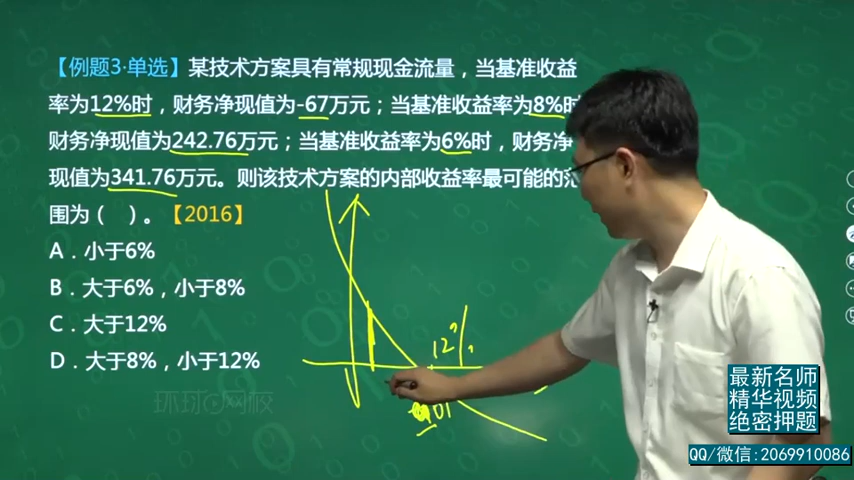 【例题3·单选】某技术方案具有常规现金流量，当基准收益
率为12%时，财务净现值为-67万元；当基准收益率为8%时
财务净现值为242.76万元；当基准收益率为6%时，财务净
现值为341.76万元。则该技术方案的内部收益率最可能的范
围为（ ）。【2016】
A．小于6%
B．大于6%，小于8%
C．大于12%
D．大于8%，小于12%
12%
环球网校
最新名师
精华视频
绝密押题
QQ/微信:2069910086